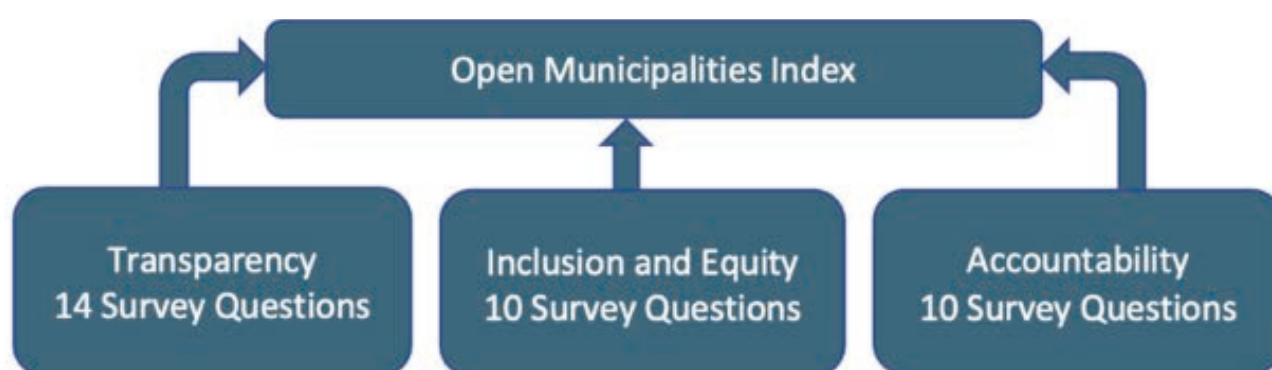 Open Municipalities Index
Transparency
14 Survey Questions
Inclusion and Equity
10 Survey Questions
Accountability
10 Survey Questions